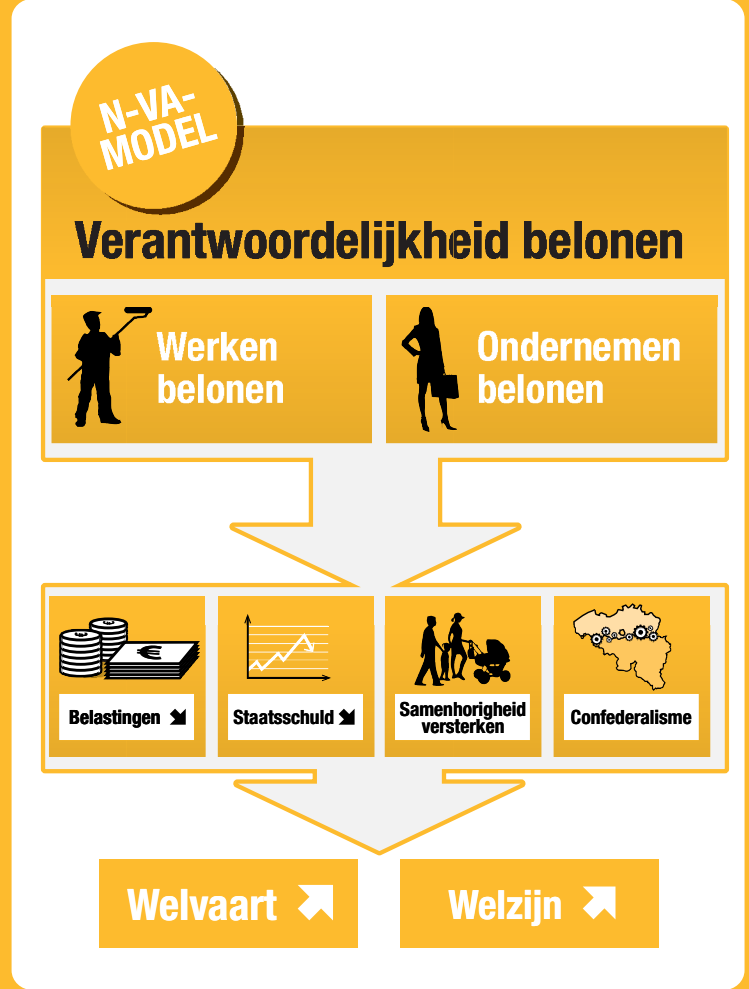 N-VA-
MODEL
Verantwoordelijkheid belonen
Werken
belonen
Ondernemen
belonen
€
Belastingen
Staatsschuld
Samenhorigheid
versterken
Confederalisme
Welvaart
Welzijn